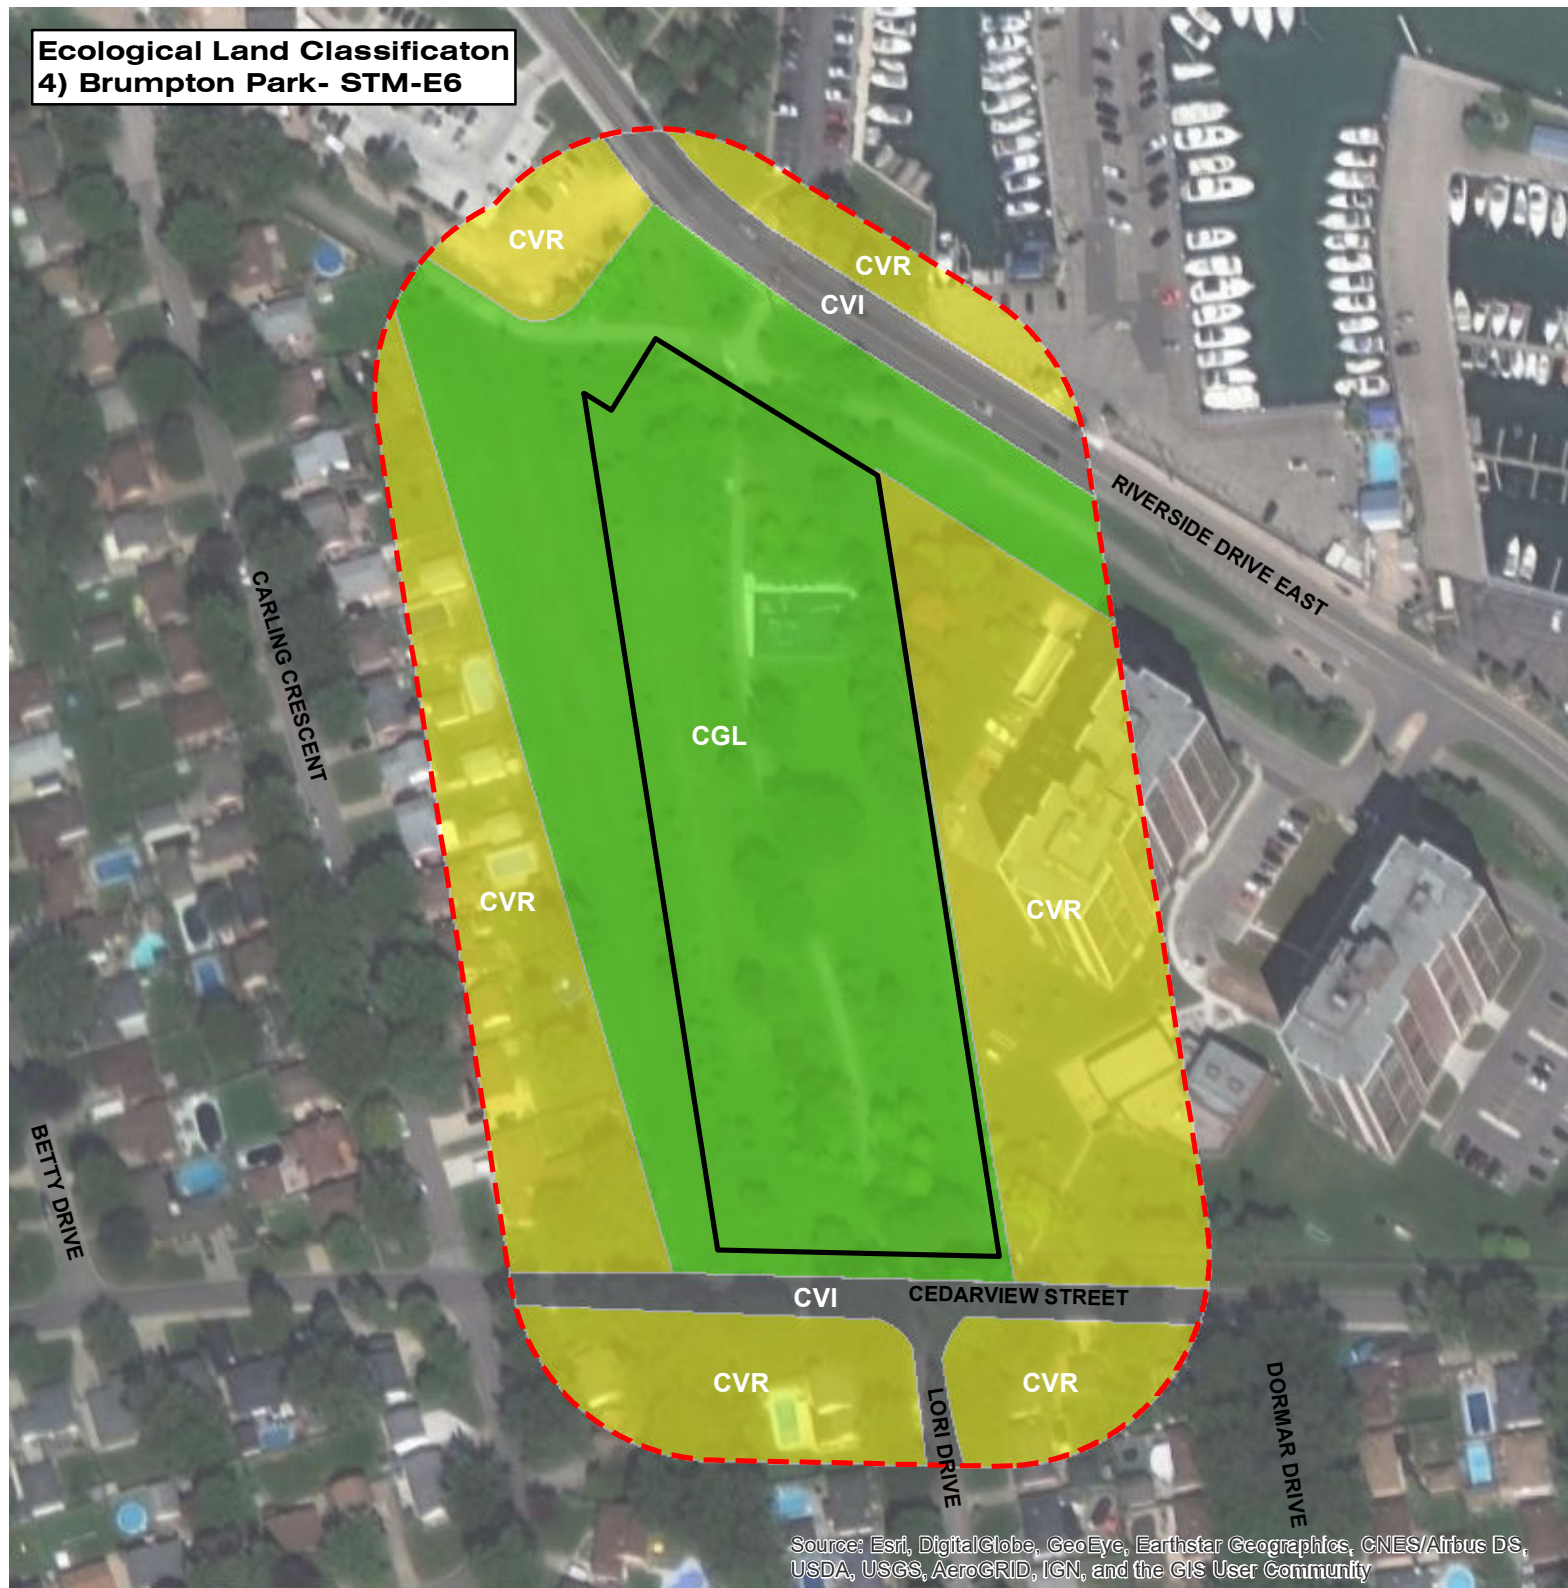 Ecological Land Classificaton
4) Brumpton Park- STM-E6
CVR
CVR
CVI
RIVERSIDE DRIVE EAST
CARLING CRESCENT
CGL
CVR
CVR
BETTY DRIVE
CVI
CEDARVIEW STREET
CVR
CVR
LORI DRIVE
DORMAR DRIVE
Source: Esri, DigitalGlobe, GeoEye, Earthstar Geographics, CNES/Airbus DS,
USDA, USGS, AeroGRID, IGN, and the GIS User Community